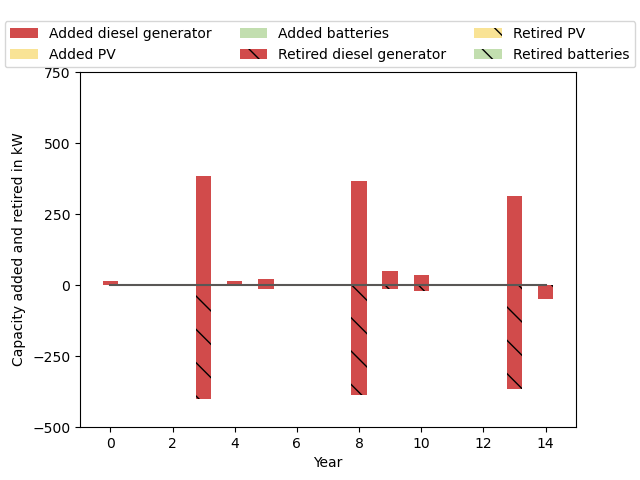 Added diesel generator
Added PV
Added batteries
Retired diesel generator
Retired PV
Retired batteries
750
500
250
0
−250
−500
Capacity added and retired in kW
0 2 4 6 8 10 12 14
Year